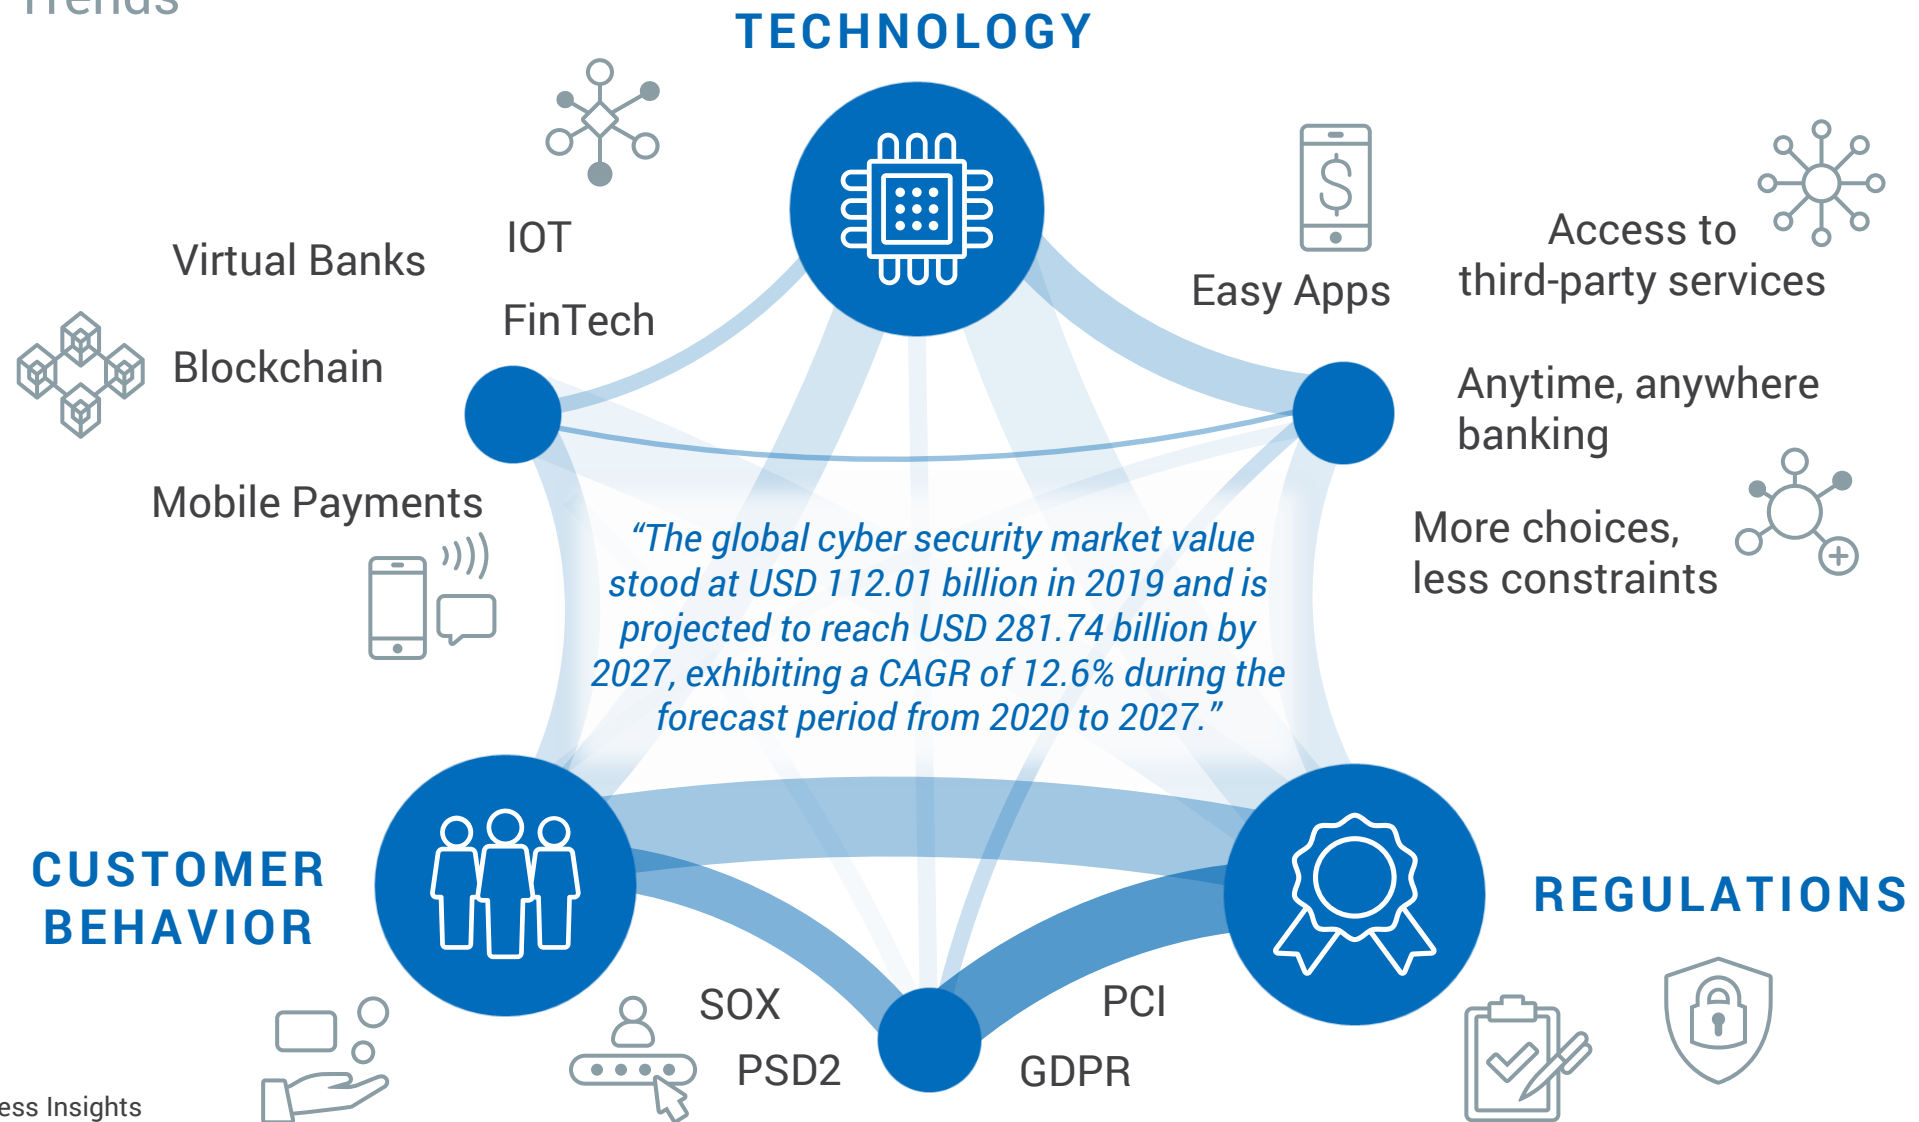 Trends
TECHNOLOGY
IOT
Virtual Banks
FinTech
Blockchain
Mobile Payments
Easy Apps
Access to
third-party services
Anytime, anywhere
banking
More choices,
less constraints
“The global cyber security market value
stood at USD 112.01 billion in 2019 and is
projected to reach USD 281.74 billion by
2027, exhibiting a CAGR of 12.6% during the
forecast period from 2020 to 2027.”
CUSTOMER
BEHAVIOR
REGULATIONS
SOX
PCI
PSD2
GDPR
Insights